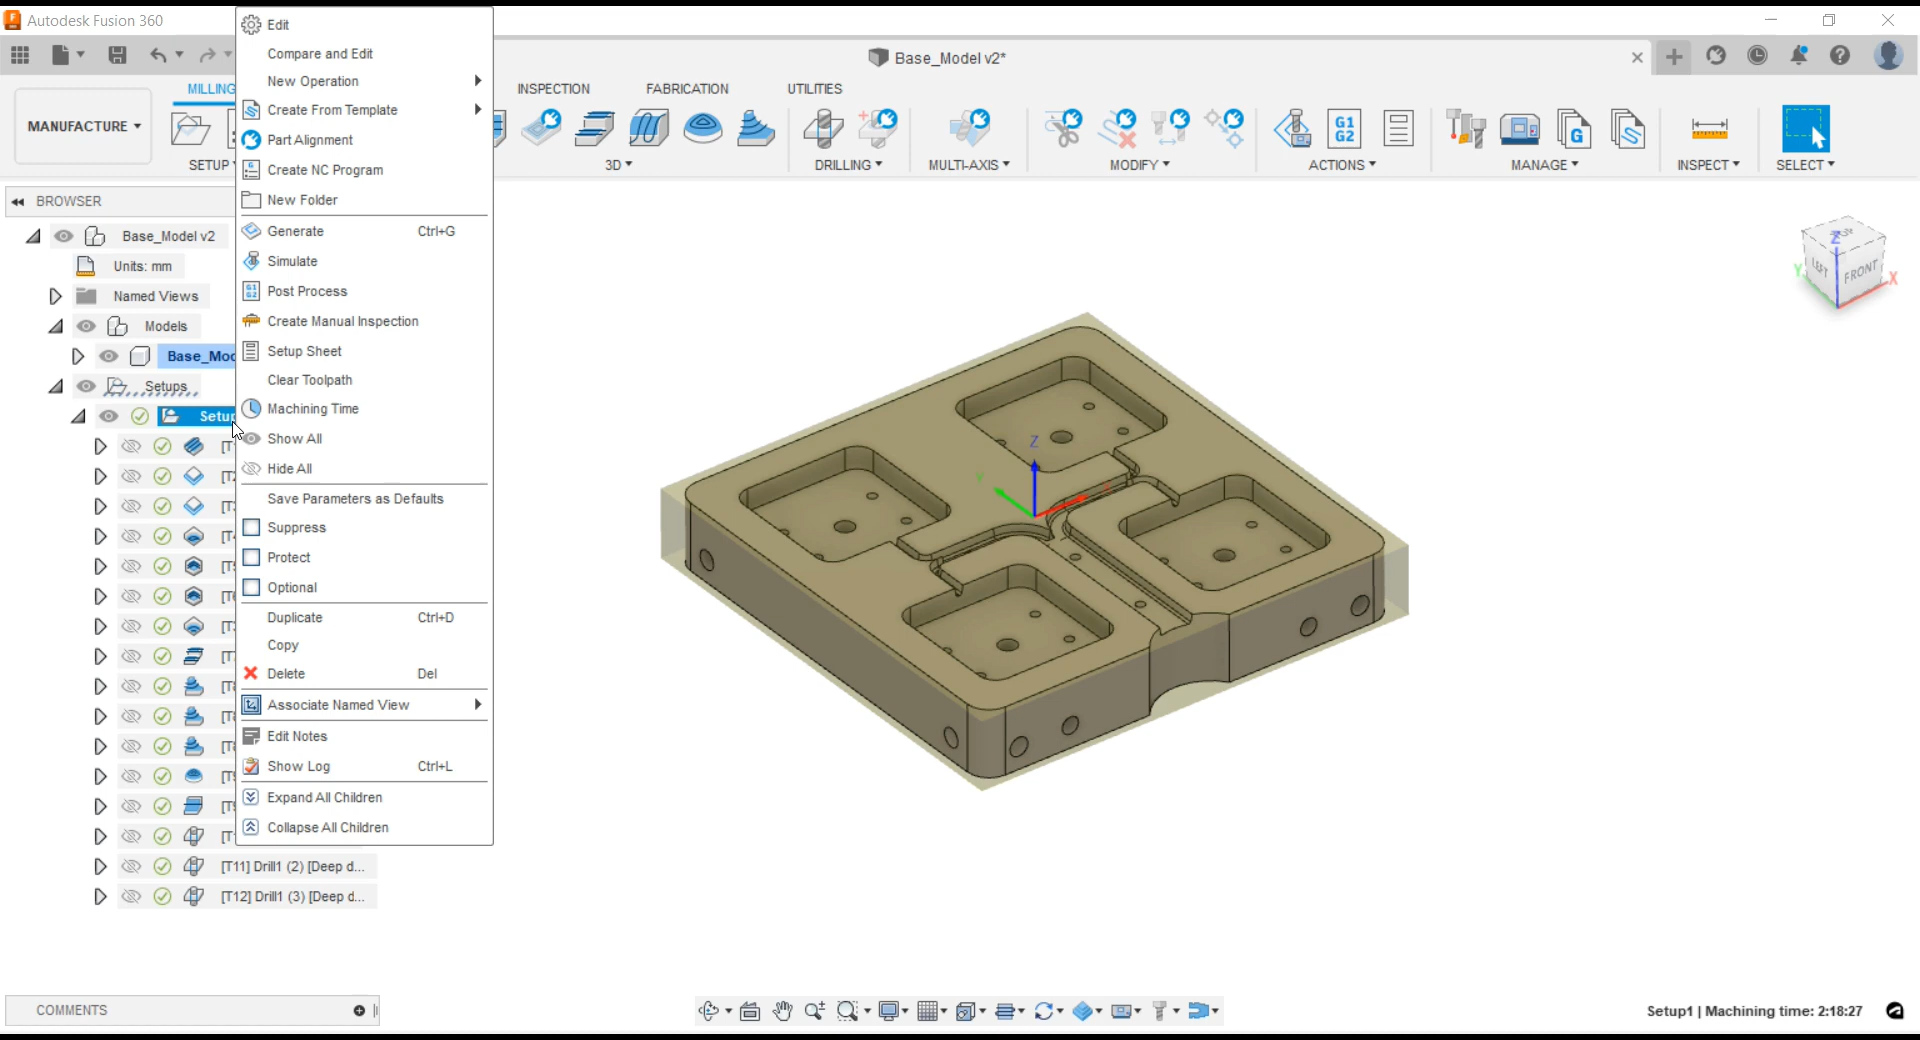 Autodesk Fusion 360
Base_Model v2*
MANUFACTURE
MILLING
INSPECTION
FABRICATION
UTILITIES
SETUP
3D
DRILLING
MULTI-AXIS
MODIFY
G1
G2
ACTIONS
G
MANAGE
INSPECT
SELECT
BROWSER
Base_Model v2
Units: mm
Named Views
Models
Base_Mod
Setups
Setup
[T11] Drill1 (2) [Deep d...
[T12] Drill1 (3) [Deep d...
Edit
Compare and Edit
New Operation
Create From Template
Part Alignment
Create NC Program
New Folder
Generate Ctrl+G
Simulate
Post Process
Create Manual Inspection
Setup Sheet
Clear Toolpath
Machining Time
Show All
Hide All
Save Parameters as Defaults
Suppress
Protect
Optional
Duplicate Ctrl+D
Copy
Delete Del
Associate Named View
Edit Notes
Show Log Ctrl+L
Expand All Children
Collapse All Children
Z
Y
Z
Y
X
LEFT
FRONT
COMMENTS
Setup1 | Machining time: 2:18:27